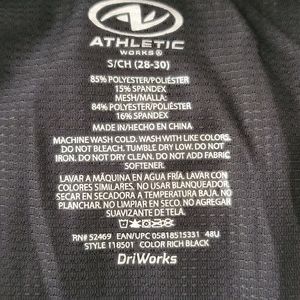 ATHLETIC
WORKS®
S/CH (28-30)
85% POLYESTER/POLIÉSTER
15% SPANDEX
MESH/MALLA:
84% POLYESTER/POLIÉSTER
16% SPANDEX
MADE IN/HECHO EN CHINA
MACHINE WASH COLD. WASH WITH LIKE COLORS.
DO NOT BLEACH. TUMBLE DRY LOW. DO NOT
IRON. DO NOT DRY CLEAN. DO NOT ADD FABRIC
SOFTENER.
LAVAR A MÁQUINA EN AGUA FRÍA. LAVAR CON
COLORES SIMILARES. NO USAR BLANQUEADOR.
SECAR EN SECADORA A TEMPERATURA BAJA. NO
PLANCHAR. NO LIMPIAR EN SECO. NO AGREGAR
SUAVIZANTE DE TELA.
RN# 52469 EAN/UPC 05818515331 48U
STYLE 118501 COLOR RICH BLACK
DriWorks